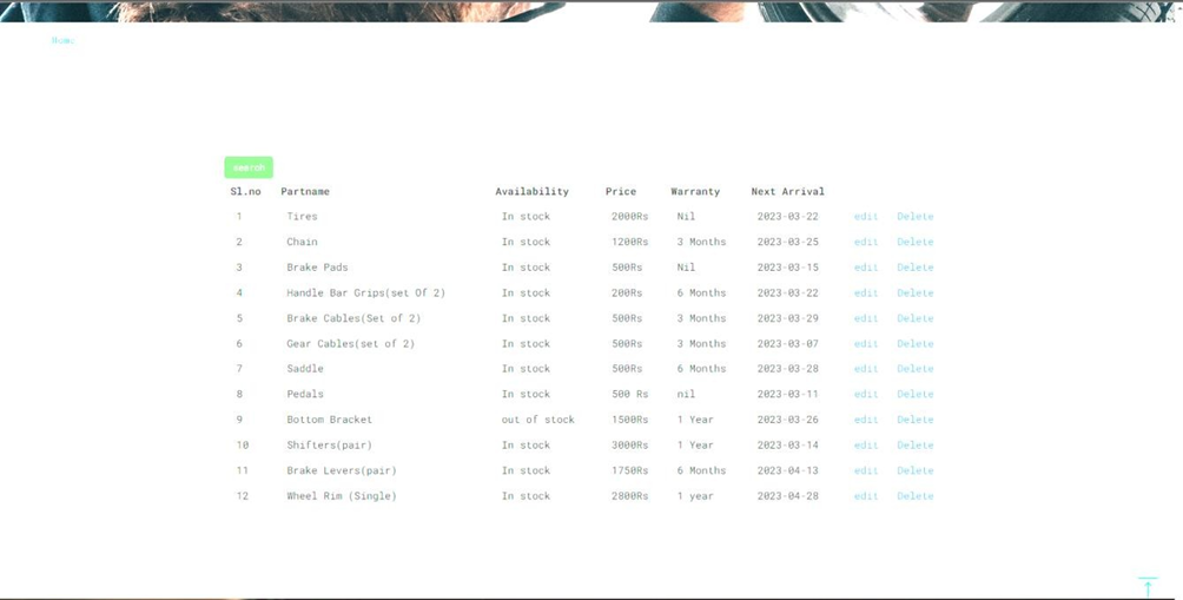 Home
search
Sl.no Partname Availability Price Warranty Next Arrival
1 Tires In stock 2000Rs Nil 2023-03-22 edit Delete
2 Chain In stock 1200Rs 3 Months 2023-03-25 edit Delete
3 Brake Pads In stock 500Rs Nil 2023-03-15 edit Delete
4 Handle Bar Grips(set Of 2) In stock 200Rs 6 Months 2023-03-22 edit Delete
5 Brake Cables(Set of 2) In stock 500Rs 3 Months 2023-03-29 edit Delete
6 Gear Cables(set of 2) In stock 500Rs 3 Months 2023-03-07 edit Delete
7 Saddle In stock 500Rs 6 Months 2023-03-28 edit Delete
8 Pedals In stock 500 Rs nil 2023-03-11 edit Delete
9 Bottom Bracket out of stock 1500Rs 1 Year 2023-03-26 edit Delete
10 Shifters(pair) In stock 3000Rs 1 Year 2023-03-14 edit Delete
11 Brake Levers(pair) In stock 1750Rs 6 Months 2023-04-13 edit Delete
12 Wheel Rim (Single) In stock 2800Rs 1 year 2023-04-28 edit Delete